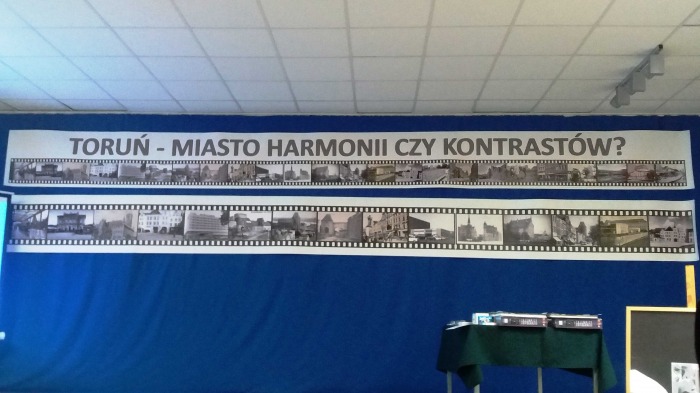 TORUŃ - MIASTO HARMONII CZY KONTRASTÓW?